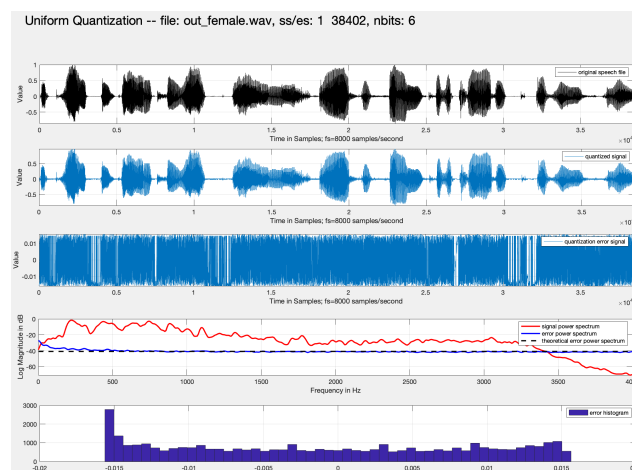 Uniform Quantization -- file: out_female.wav, ss/es: 1 38402, nbits: 6
1
0.5
0
-0.5
Value
original speech file
0 0.5 1 1.5 2 2.5 3 3.5
Time in Samples; fs=8000 samples/second
0.5
0
-0.5
Value
quantized signal
0 0.5 1 1.5 2 2.5 3 3.5
Time in Samples; fs=8000 samples/second
0.01
0
-0.01
Value
quantization error signal
0 0.5 1 1.5 2 2.5 3 3.5
Time in Samples; fs=8000 samples/second
0
-20
-40
-60
Log Magnitude in dB
signal power spectrum
error power spectrum
theoretical error power spectrum
0 500 1000 1500 2000 2500 3000 3500
Frequency in Hz
3000
2000
1000
0
error histogram
-0.02 -0.015 -0.01 -0.005 0 0.005 0.01 0.015